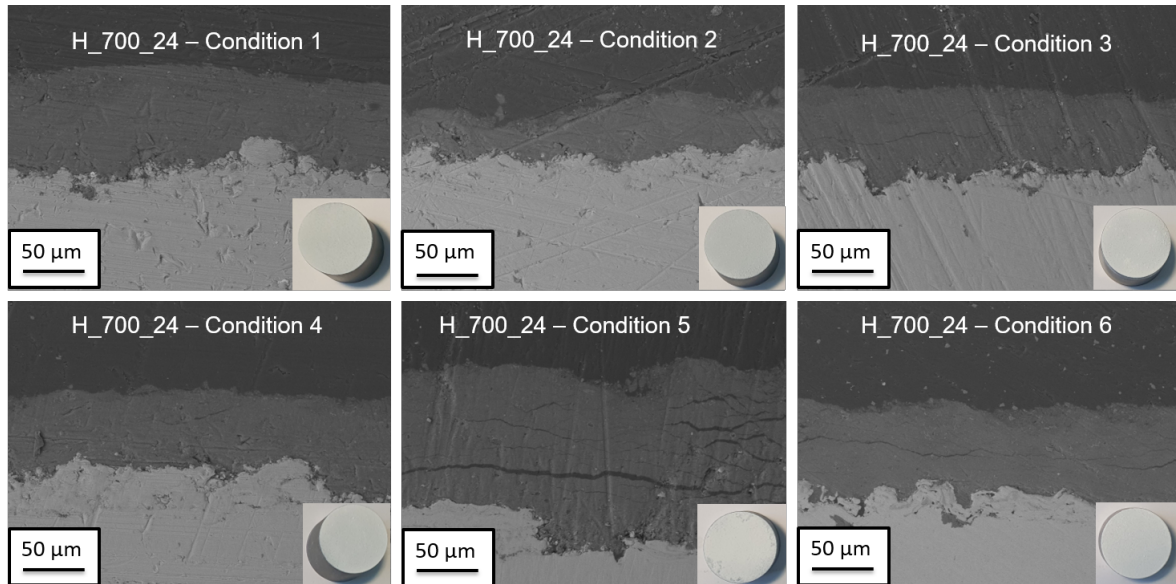 H_700_24 – Condition 1
H_700_24 – Condition 2
H_700_24 – Condition 3
50 µm
50 µm
50 µm
H_700_24 – Condition 4
H_700_24 – Condition 5
H_700_24 – Condition 6
50 µm
50 µm
50 µm